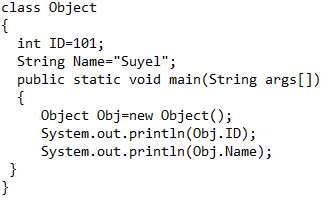 class Object
{
int ID=101;
String Name="Suyel";
public static void main(String args[])
{
Object Obj=new Object();
System.out.println(Obj.ID);
System.out.println(Obj.Name);
}
}